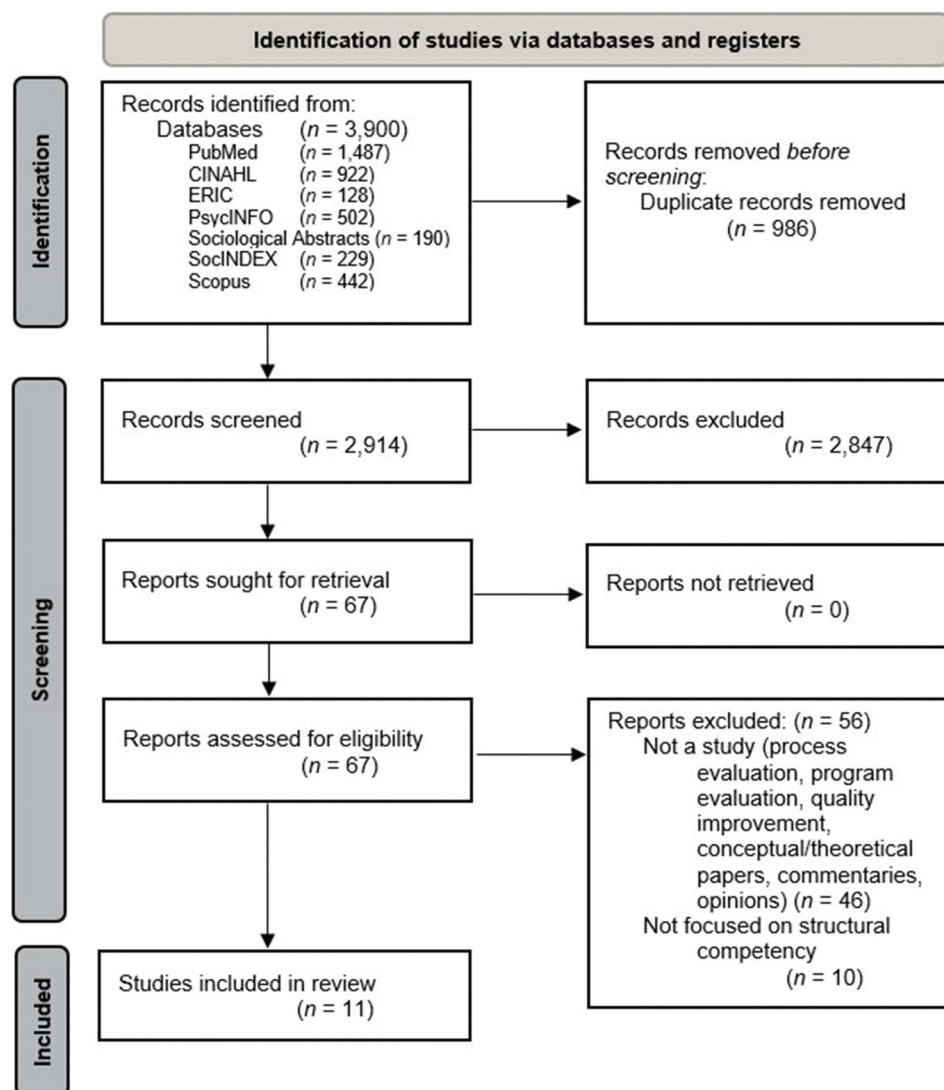 Identification of studies via databases and registers
Identification
Records identified from:
Databases (n = 3,900)
PubMed (n = 1,487)
CINAHL (n = 922)
ERIC (n = 128)
PsycINFO (n = 502)
Sociological Abstracts (n = 190)
SocINDEX (n = 229)
Scopus (n = 442)
Records removed before
screening:
Duplicate records removed
(n = 986)
Screening
Records screened
(n = 2,914)
Records excluded
(n = 2,847)
Reports sought for retrieval
(n = 67)
Reports not retrieved
(n = 0)
Reports assessed for eligibility
(n = 67)
Reports excluded: (n = 56)
Not a study (process
evaluation, program
evaluation, quality
improvement,
conceptual/theoretical
papers, commentaries,
opinions) (n = 46)
Not focused on structural
competency
(n = 10)
Included
Studies included in review
(n = 11)